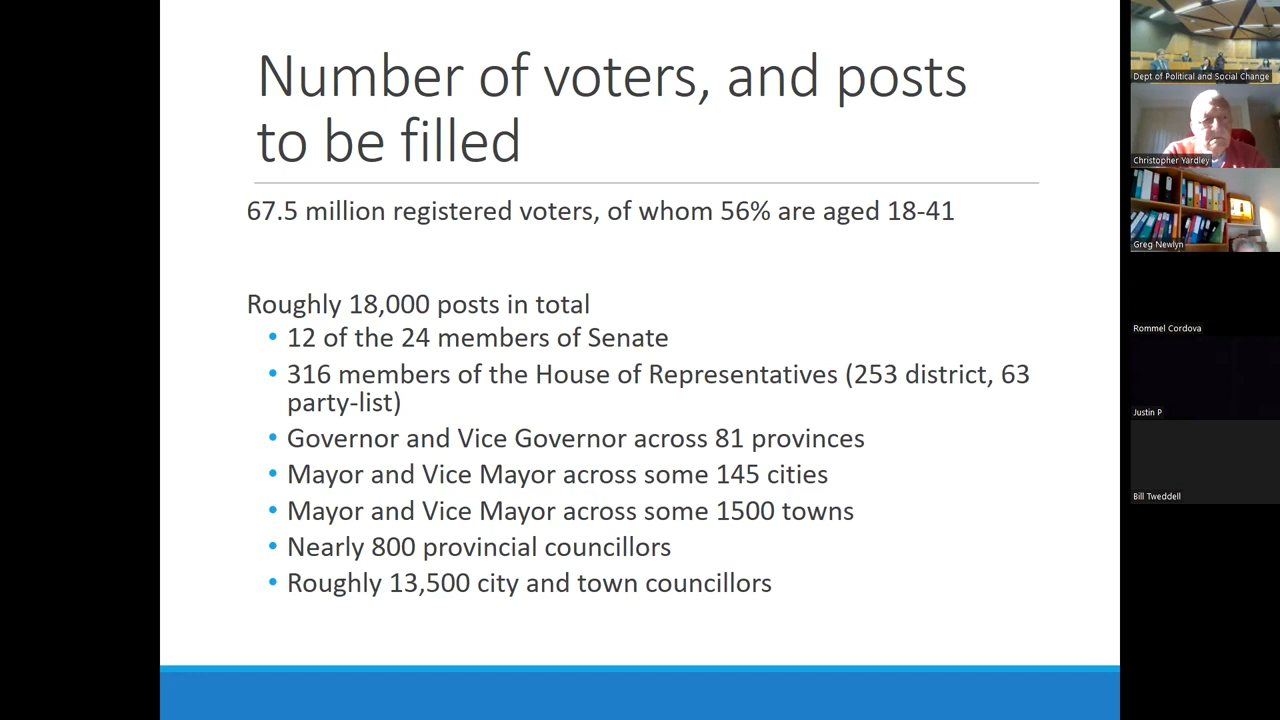 Number of voters, and posts
to be filled
67.5 million registered voters, of whom 56% are aged 18-41
Roughly 18,000 posts in total
• 12 of the 24 members of Senate
• 316 members of the House of Representatives (253 district, 63
party-list)
• Governor and Vice Governor across 81 provinces
• Mayor and Vice Mayor across some 145 cities
• Mayor and Vice Mayor across some 1500 towns
• Nearly 800 provincial councillors
• Roughly 13,500 city and town councillors
Dept of Political and Social Change
Christopher Yardley
Greg Newlyn
Rommel Cordova
Justin P
Bill Tweddell